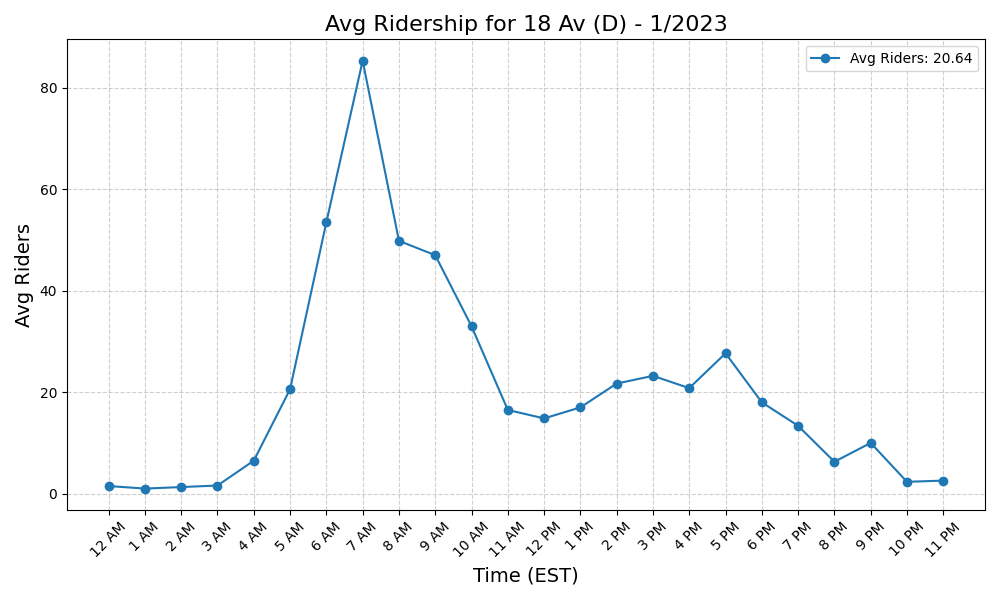 Avg Ridership for 18 Av (D) - 1/2023
Avg Riders: 20.64
Avg Riders
80
60
40
20
0
12 AM
1 AM
2 AM
3 AM
4 AM
5 AM
6 AM
7 AM
8 AM
9 AM
10 AM
11 AM
12 PM
1 PM
2 PM
3 PM
4 PM
5 PM
6 PM
7 PM
8 PM
9 PM
10 PM
11 PM
Time (EST)